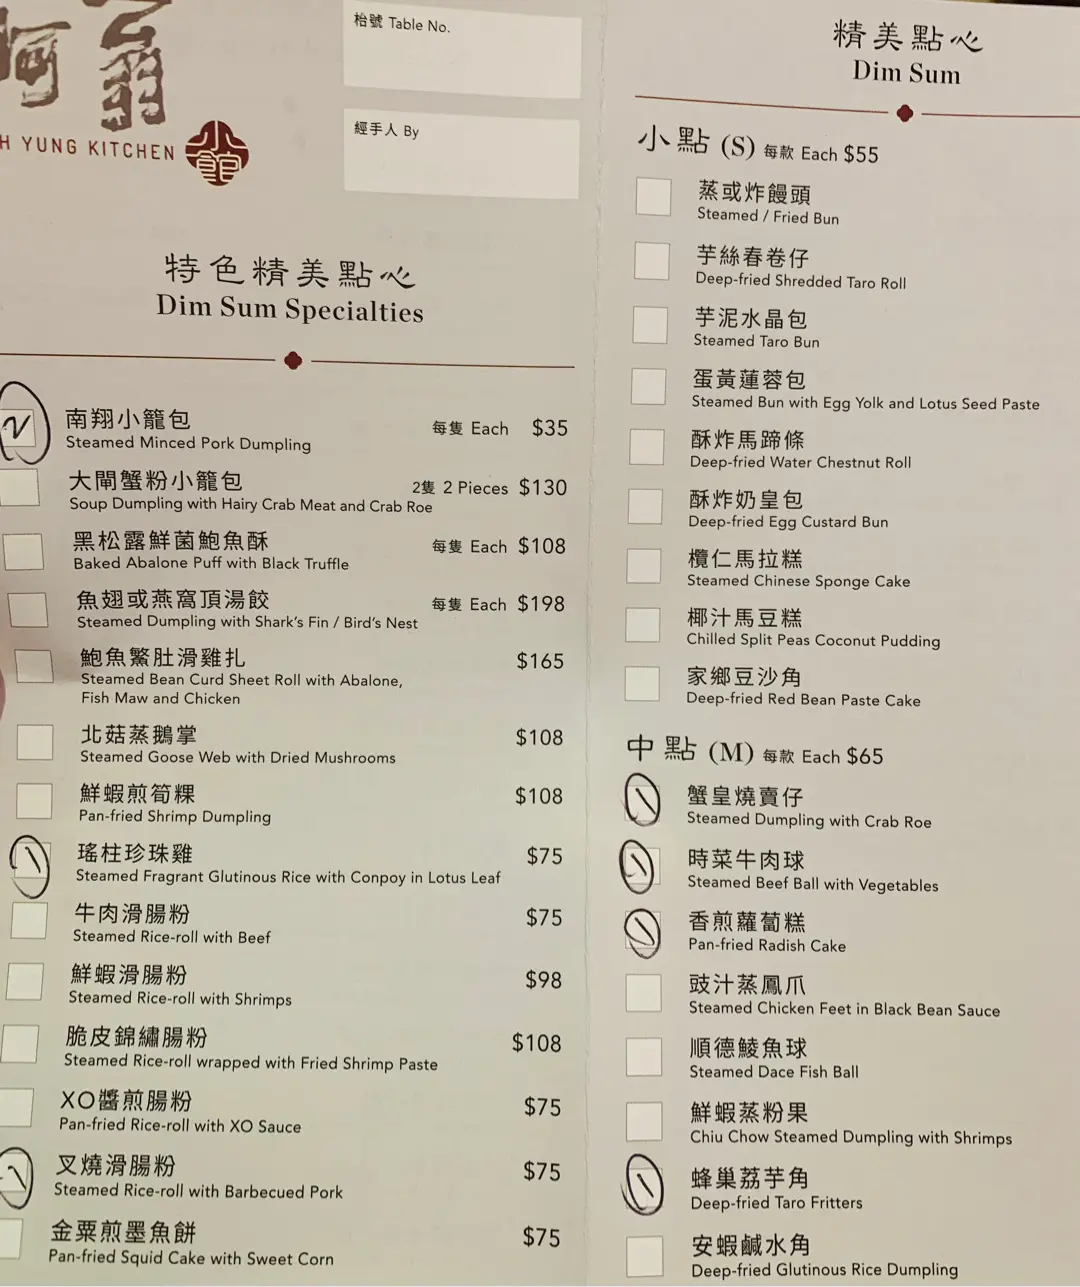 阿翁
H YUNG KITCHEN
小館
枱號 Table No.
經手人 By
特色精美點心
Dim Sum Specialties
2
南翔小籠包
每隻 Each $35
Steamed Minced Pork Dumpling
大閘蟹粉小籠包
2隻 2 Pieces $130
Soup Dumpling with Hairy Crab Meat and Crab Roe
黑松露鮮菌鮑魚酥
每隻 Each $108
Baked Abalone Puff with Black Truffle
魚翅或燕窩頂湯餃
每隻 Each $198
Steamed Dumpling with Shark's Fin / Bird's Nest
鮑魚鱉肚滑雞扎
$165
Steamed Bean Curd Sheet Roll with Abalone,
Fish Maw and Chicken
北菇蒸鵝掌
$108
Steamed Goose Web with Dried Mushrooms
鮮蝦煎筍粿
$108
Pan-fried Shrimp Dumpling
1
瑤柱珍珠雞
$75
Steamed Fragrant Glutinous Rice with Conpoy in Lotus Leaf
牛肉滑腸粉
$75
Steamed Rice-roll with Beef
鮮蝦滑腸粉
$98
Steamed Rice-roll with Shrimps
脆皮錦繡腸粉
$108
Steamed Rice-roll wrapped with Fried Shrimp Paste
XO醬煎腸粉
$75
Pan-fried Rice-roll with XO Sauce
1
叉燒滑腸粉
$75
Steamed Rice-roll with Barbecued Pork
金粟煎墨魚餅
$75
Pan-fried Squid Cake with Sweet Corn
精美點心
Dim Sum
小點 (S) 每款 Each $55
蒸或炸饅頭
Steamed / Fried Bun
芋絲春卷仔
Deep-fried Shredded Taro Roll
芋泥水晶包
Steamed Taro Bun
蛋黃蓮蓉包
Steamed Bun with Egg Yolk and Lotus Seed Paste
酥炸馬蹄條
Deep-fried Water Chestnut Roll
酥炸奶皇包
Deep-fried Egg Custard Bun
欖仁馬拉糕
Steamed Chinese Sponge Cake
椰汁馬豆糕
Chilled Split Peas Coconut Pudding
家鄉豆沙角
Deep-fried Red Bean Paste Cake
中點 (M) 每款 Each $65
1
蟹皇燒賣仔
Steamed Dumpling with Crab Roe
1
時菜牛肉球
Steamed Beef Ball with Vegetables
1
香煎蘿蔔糕
Pan-fried Radish Cake
豉汁蒸鳳爪
Steamed Chicken Feet in Black Bean Sauce
順德鯪魚球
Steamed Dace Fish Ball
鮮蝦蒸粉果
Chiu Chow Steamed Dumpling with Shrimps
1
蜂巢荔芋角
Deep-fried Taro Fritters
安蝦鹹水角
Deep-fried Glutinous Rice Dumpling